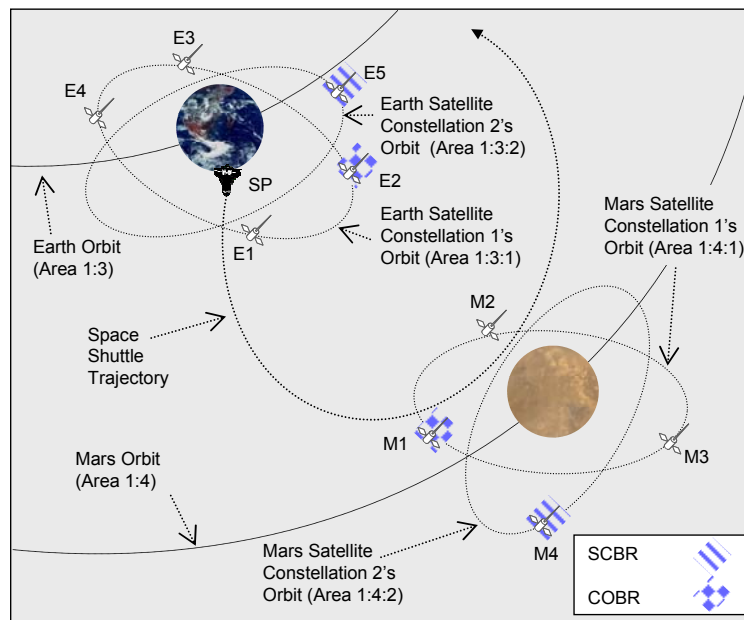 E3
E4
E5
Earth Satellite
Constellation 2's
Orbit (Area 1:3:2)
SP
E2
Mars Satellite
Constellation 1's
Orbit (Area 1:4:1)
Earth Orbit
(Area 1:3)
E1
Earth Satellite
Constellation 1's
Orbit (Area 1:3:1)
M2
Space
Shuttle
Trajectory
M1
M3
Mars Orbit
(Area 1:4)
Mars Satellite
Constellation 2's
Orbit (Area 1:4:2)
M4
SCBR
COBR